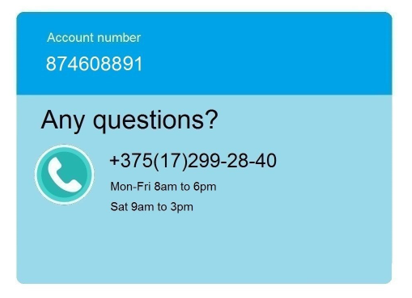 Account number
874608891
Any questions?
+375(17)299-28-40
Mon-Fri 8am to 6pm
Sat 9am to 3pm